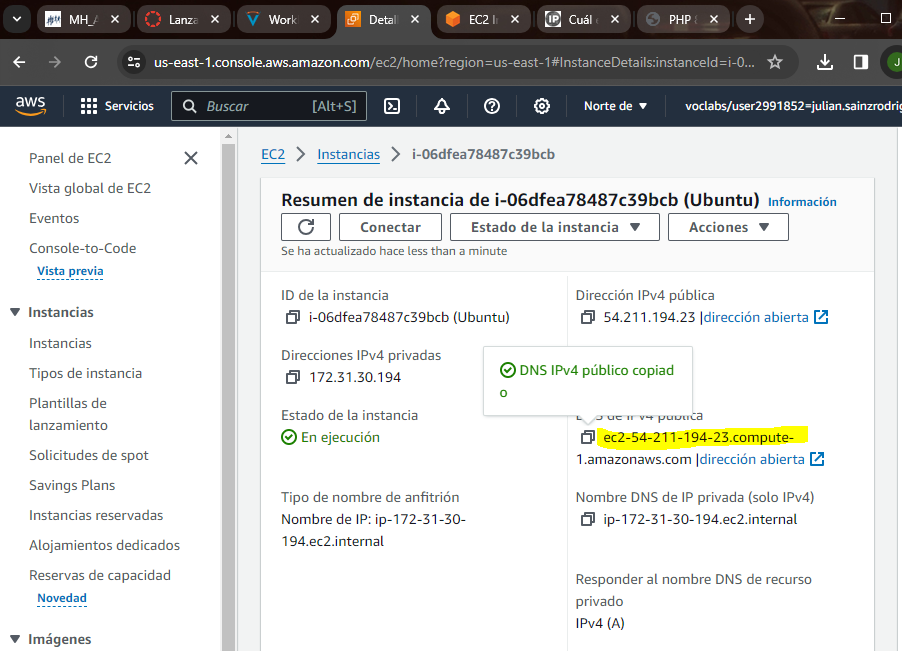 MH_
Lanza
Work
Detal
EC2 I
Cuál
PHP 8
us-east-1.console.aws.amazon.com/ec2/home?region=us-east-1#InstanceDetails:instanceId=i-0...
J
aws
Servicios
Buscar [Alt+S]
Norte de
voclabs/user2991852=julian.sainzrodrig
Panel de EC2
Vista global de EC2
Eventos
Console-to-Code
Vista previa
Instancias
Instancias
Tipos de instancia
Plantillas de
lanzamiento
Solicitudes de spot
Savings Plans
Instancias reservadas
Alojamientos dedicados
Reservas de capacidad
Novedad
Imágenes
EC2 > Instancias > i-06dfea78487c39bcb
Resumen de instancia de i-06dfea78487c39bcb (Ubuntu) Información
Conectar
Estado de la instancia
Acciones
Se ha actualizado hace less than a minute
ID de la instancia
i-06dfea78487c39bcb (Ubuntu)
Dirección IPv4 pública
54.211.194.23 |dirección abierta
Direcciones IPv4 privadas
172.31.30.194
DNS IPv4 público copiad
o
Estado de la instancia
En ejecución
DNS de IPv4 pública
ec2-54-211-194-23.compute-
1.amazonaws.com |dirección abierta
Tipo de nombre de anfitrión
Nombre de IP: ip-172-31-30-
194.ec2.internal
Nombre DNS de IP privada (solo IPv4)
ip-172-31-30-194.ec2.internal
Responder al nombre DNS de recurso
privado
IPv4 (A)